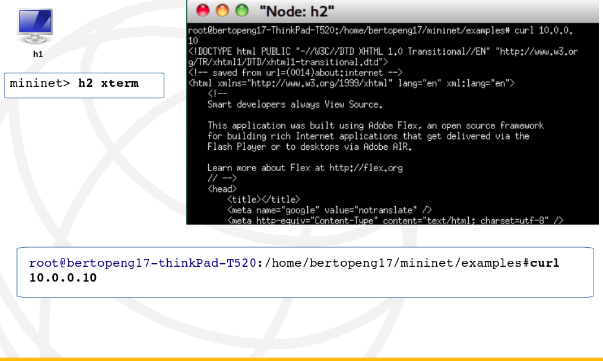 "Node: h2"
root@bertopeng17-ThinkPad-T520:/home/bertopeng17/mininet/examples# curl 10.0.0.
10
<!DOCTYPE html PUBLIC "-//W3C//DTD XHTML 1.0 Transitional//EN" "http://www.w3.or
g/TR/xhtml1/DTD/xhtml1-transitional.dtd">
<!-- saved from url=(0014)about:internet -->
<html xmlns="http://www.w3.org/1999/xhtml" lang="en" xml:lang="en">
<!--
Smart developers always View Source.
This application was built using Adobe Flex, an open source framework
for building rich Internet applications that get delivered via the
Flash Player or to desktops via Adobe AIR.
Learn more about Flex at http://flex.org
// -->
<head>
<title></title>
<meta name="google" value="notranslate" />
<meta http-equiv="Content-Type" content="text/html; charset=utf-8" />
h1
mininet> h2 xterm
root@bertopeng17-thinkPad-T520:/home/bertopeng17/mininet/examples#curl
10.0.0.10